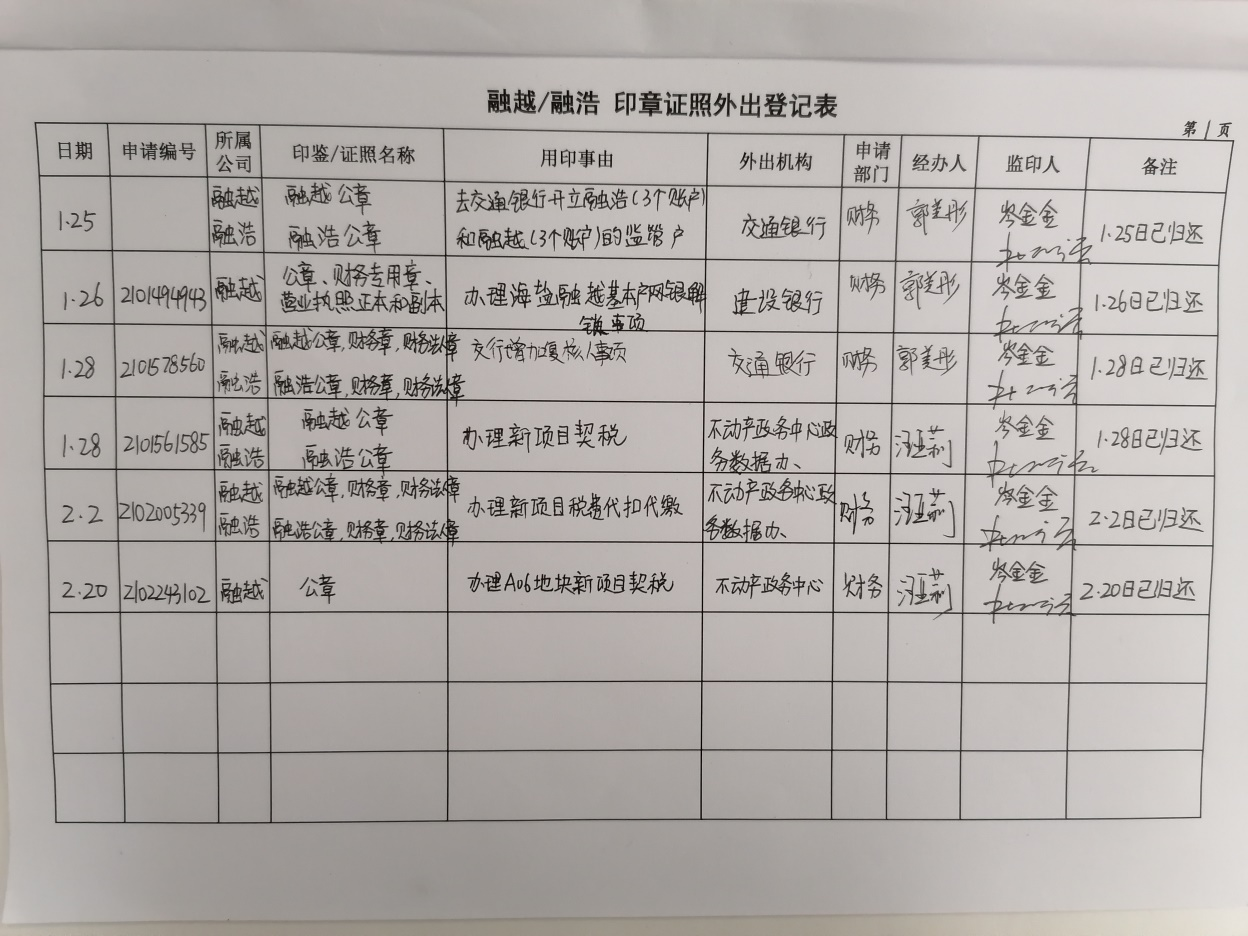 融越/融浩 印章证照外出登记表
第1页
日期 申请编号 所属公司 印鉴/证照名称 用印事由 外出机构 申请部门 经办人 监印人 备注
融越 融越公章 去交通银行开立融浩(3个账户)
1.25 融浩 融浩公章 和融越(3个账户)的监管户 交通银行 财务 郭美彤 岑金金 1.25日已归还
公章、财务专用章、
1.26 2101494943 融越 营业执照正本和副本 办理海盐融越基本户网银解 建设银行 财务 郭美彤 岑金金 1.26日已归还
锁事项
融越 融越公章,财务章,财务法章 交行增加复核人事项
1.28 2101578560 融浩 融浩公章,财务章,财务法章 交通银行 财务 郭美彤 岑金金 1.28日已归还
融越 融越公章 不动产政务中心政
1.28 2101561585 融浩 融浩公章 办理新项目契税 务数据办、 财务 汪亚莉 岑金金 1.28日已归还
融越 融越公章,财务章,财务法章 不动产政务中心政
2.2 2102005339 融浩 融浩公章,财务章,财务法章 办理新项目税费代扣代缴 务数据办、 财务 汪亚莉 岑金金 2.2日已归还
2.20 2102243102 融越 公章 办理A06地块新项目契税 不动产政务中心 财务 汪亚莉 岑金金 2.20日已归还